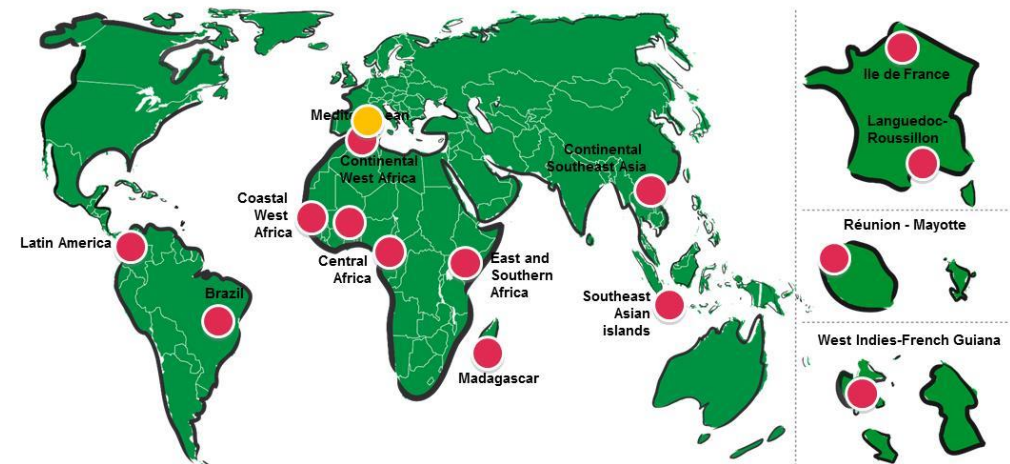 Ile de France
Mediterranean
Languedoc-
Roussillon
Continental
West Africa
Continental
Southeast Asia
Coastal
West
Africa
Réunion - Mayotte
Latin America
Central
Africa
East and
Southern
Africa
Brazil
Southeast
Asian
islands
West Indies-French Guiana
Madagascar